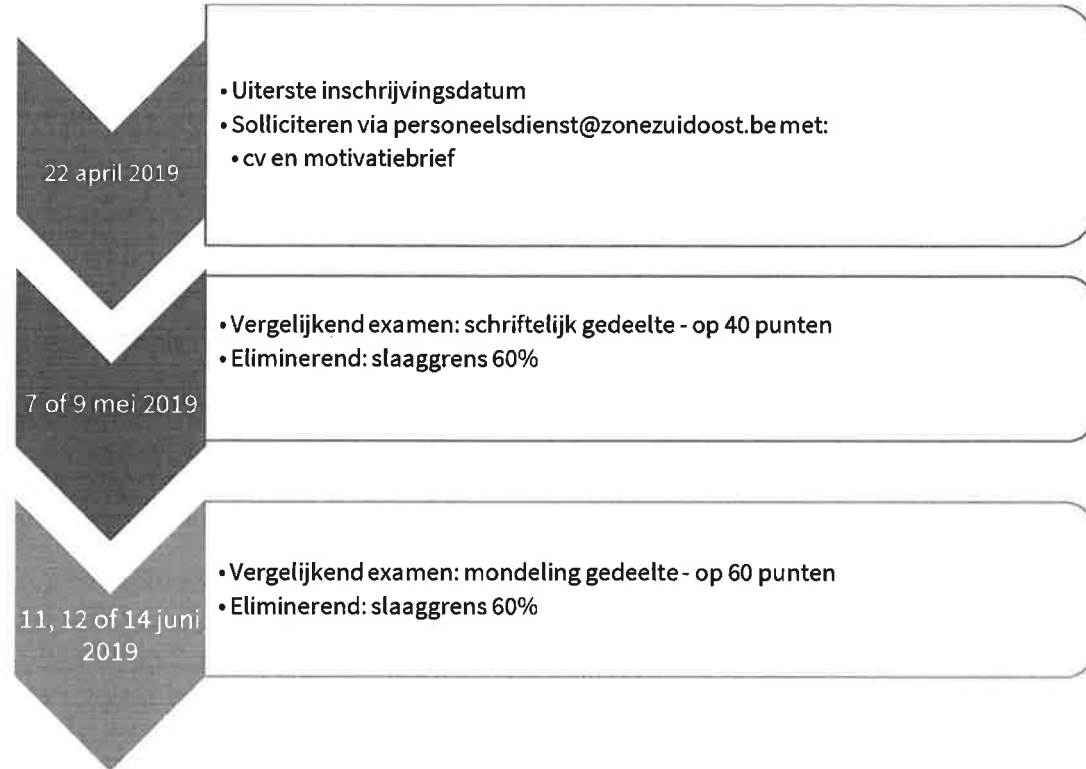 22 april 2019
• Uiterste inschrijvingsdatum
• Solliciteren via personeelsdienst@zonezuidoost.be met:
• cv en motivatiebrief
7 of 9 mei 2019
• Vergelijkend examen: schriftelijk gedeelte - op 40 punten
• Eliminerend: slaaggrens 60%
11, 12 of 14 juni
2019
• Vergelijkend examen: mondeling gedeelte - op 60 punten
• Eliminerend: slaaggrens 60%